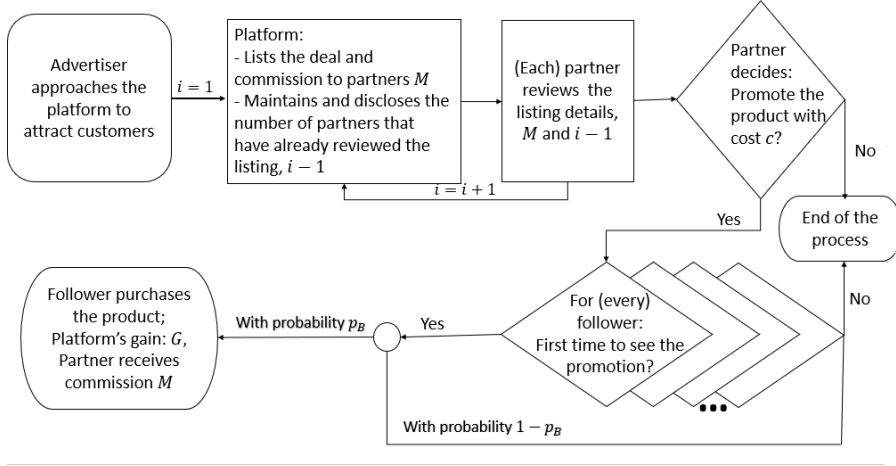 Advertiser
approaches the
platform to
attract customers
i = 1
Platform:
- Lists the deal and
commission to partners M
- Maintains and discloses the
number of partners that
have already reviewed the
listing, i − 1
(Each) partner
reviews the
listing details,
M and i − 1
i = i + 1
Partner
decides:
Promote the
product with
cost c?
No
Yes
End of the
process
For (every)
follower:
First time to see the
promotion?
No
Yes
With probability p_B
Follower purchases
the product;
Platform's gain: G,
Partner receives
commission M
With probability 1 − p_B